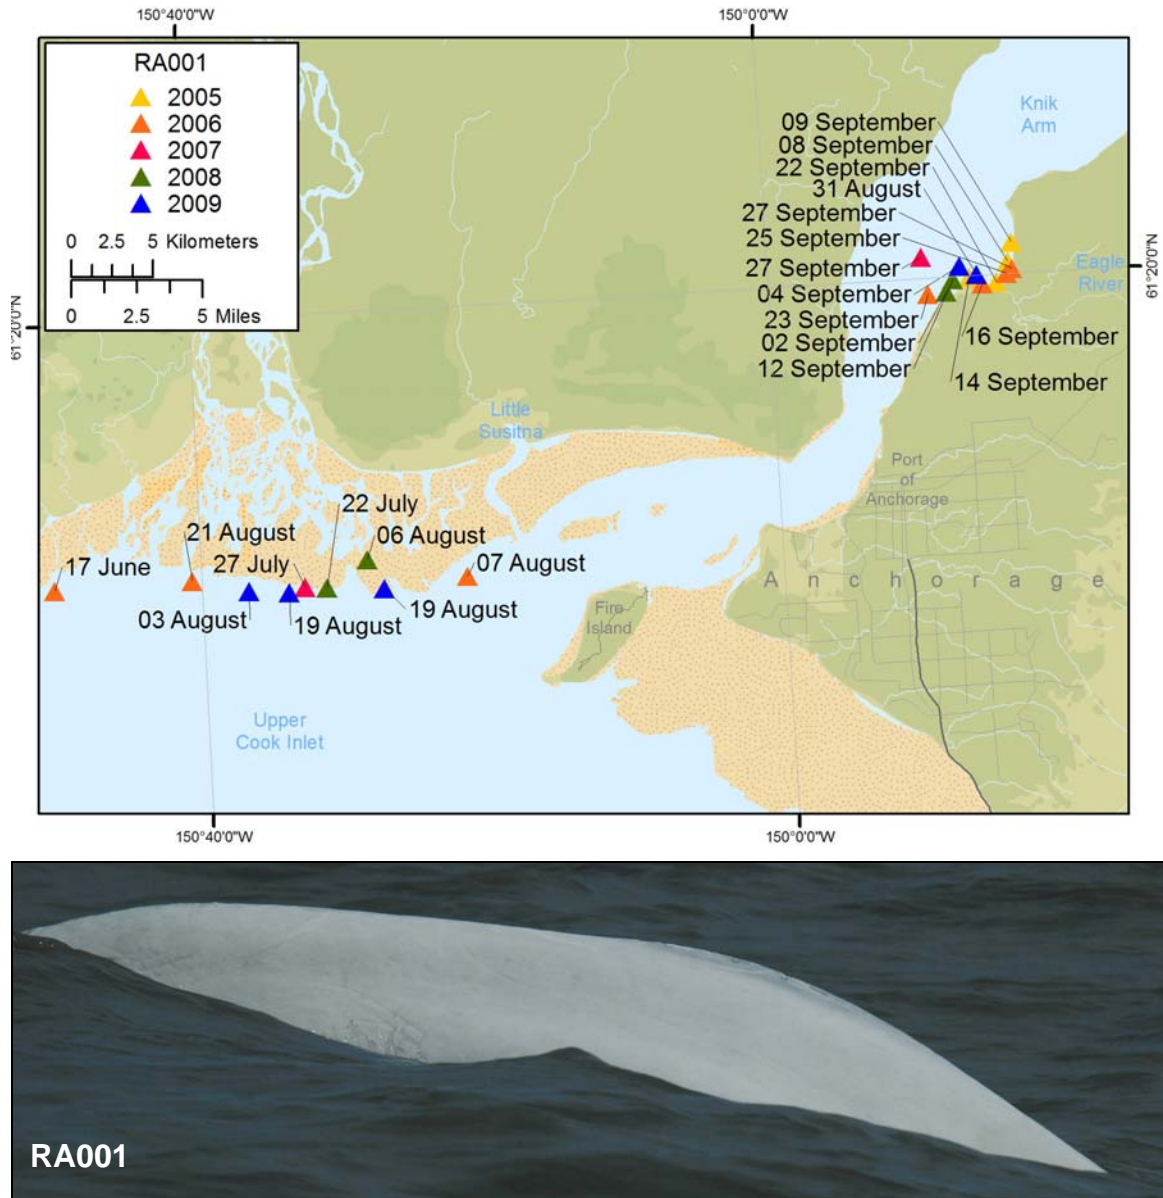 150°40'0"W
150°0'0"W
RA001
2005
2006
2007
2008
2009
0 2.5 5 Kilometers
0 2.5 5 Miles
61°20'0"N
Knik
Arm
09 September
08 September
22 September
31 August
27 September
25 September
27 September
04 September
23 September
02 September
12 September
16 September
14 September
Eagle
River
61°20'0"N
Little
Susitna
Port
of
Anchorage
22 July
21 August
06 August
27 July
07 August
17 June
03 August
19 August
19 August
Anchorage
Fire
Island
Upper
Cook Inlet
150°40'0"W
150°0'0"W
RA001